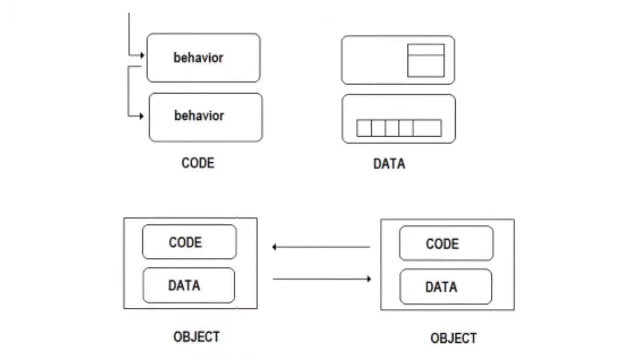 behavior
behavior
CODE
DATA
CODE
DATA
OBJECT
CODE
DATA
OBJECT